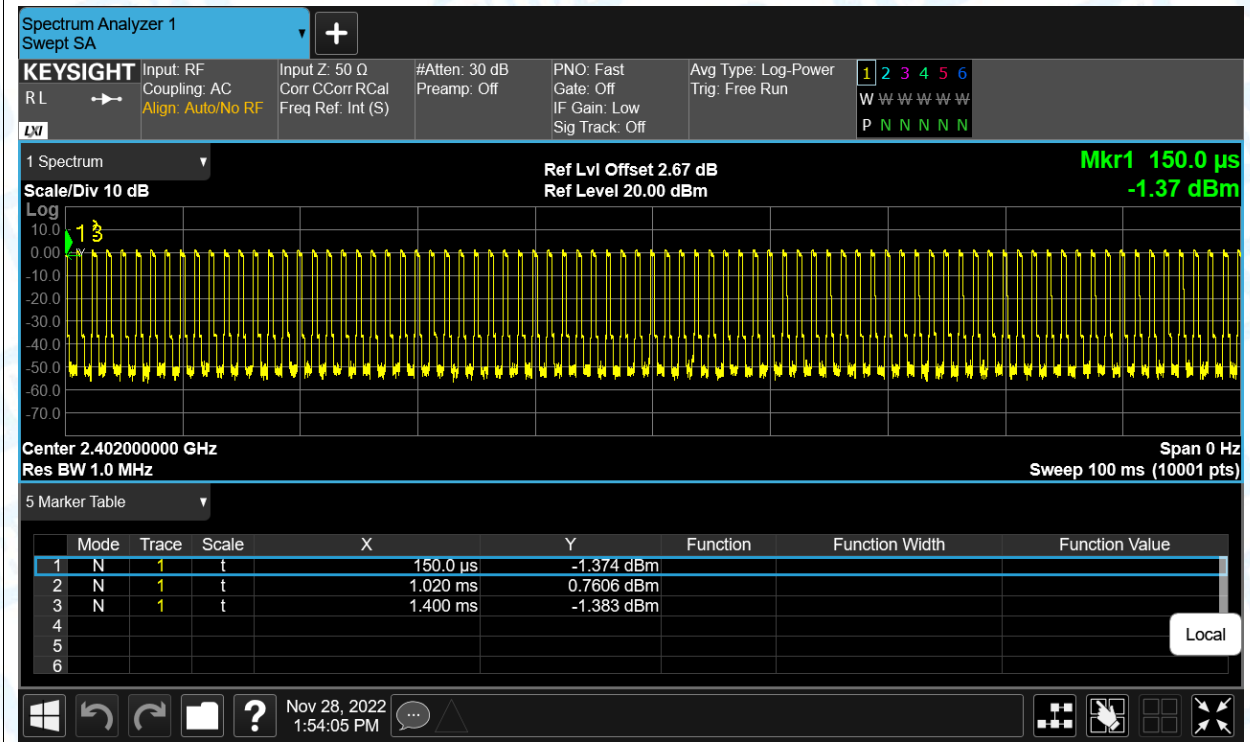 Spectrum Analyzer 1
Swept SA
+
KEYSIGHT Input: RF Input Z: 50 Ω #Atten: 30 dB PNO: Fast Avg Type: Log-Power 1 2 3 4 5 6
R L Coupling: AC Corr CCorr RCal Preamp: Off Gate: Off Trig: Free Run W W W W W W
Align: Auto/No RF Freq Ref: Int (S) IF Gain: Low
LXI Sig Track: Off P N N N N N
1 Spectrum Ref Lvl Offset 2.67 dB Mkr1 150.0 µs
Scale/Div 10 dB Ref Level 20.00 dBm -1.37 dBm
Log
10.0
1 3
0.00
-10.0
-20.0
-30.0
-40.0
-50.0
-60.0
-70.0
Center 2.402000000 GHz Span 0 Hz
Res BW 1.0 MHz Sweep 100 ms (10001 pts)
5 Marker Table
Mode Trace Scale X Y Function Function Width Function Value
1 N 1 t 150.0 µs -1.374 dBm
2 N 1 t 1.020 ms 0.7606 dBm
3 N 1 t 1.400 ms -1.383 dBm
4
5
6
Local
? Nov 28, 2022
1:54:05 PM